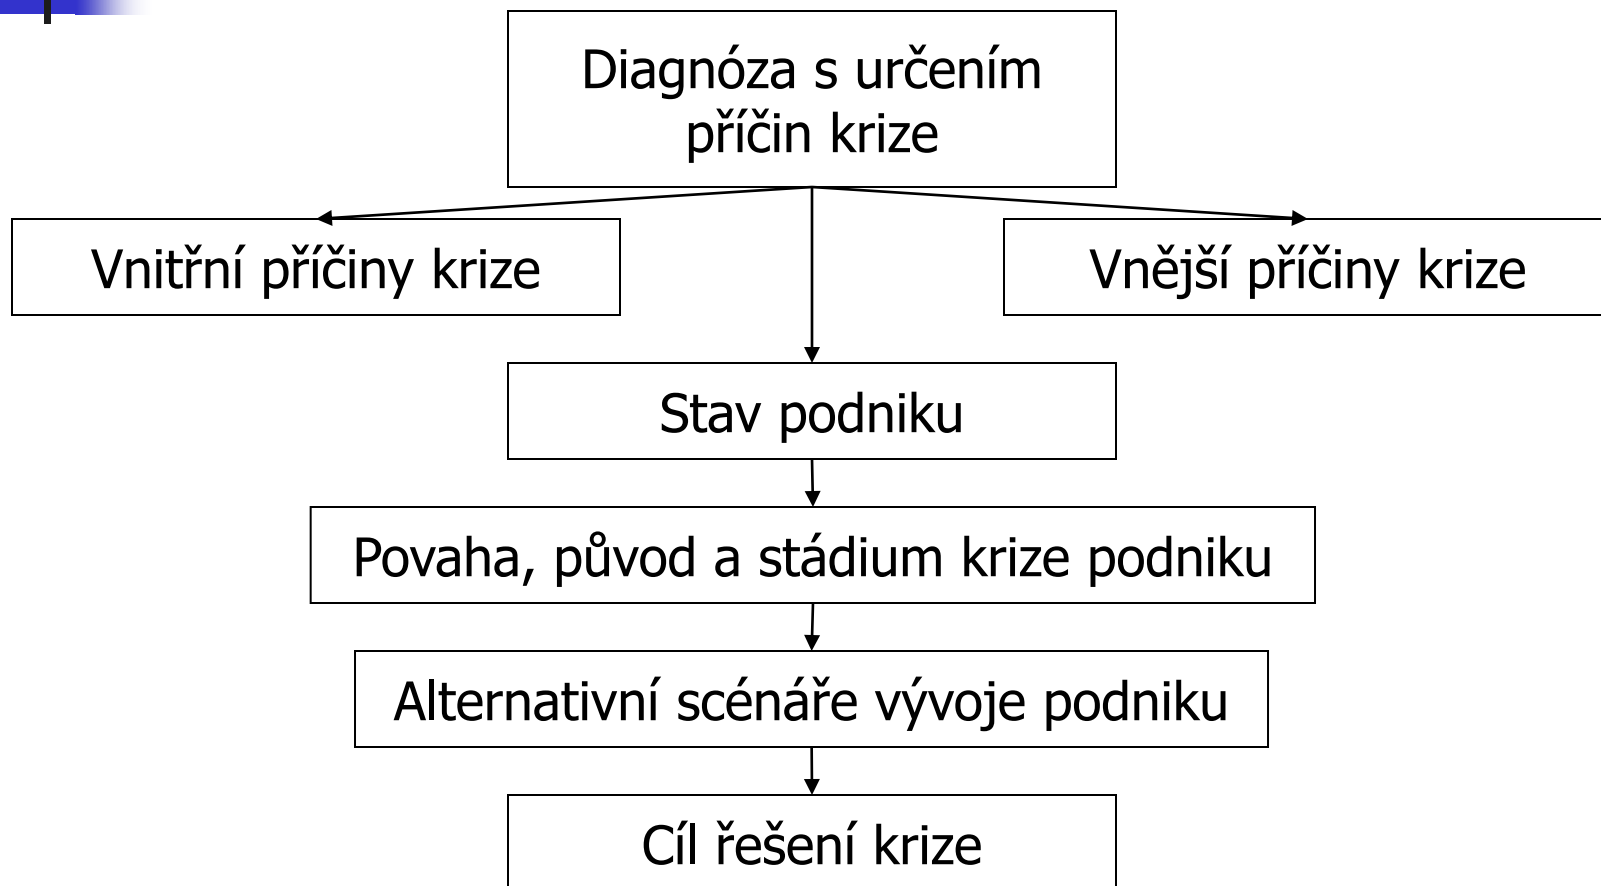 Diagnóza s určením
příčin krize
Vnitřní příčiny krize
Vnější příčiny krize
Stav podniku
Povaha, původ a stádium krize podniku
Alternativní scénáře vývoje podniku
Cíl řešení krize